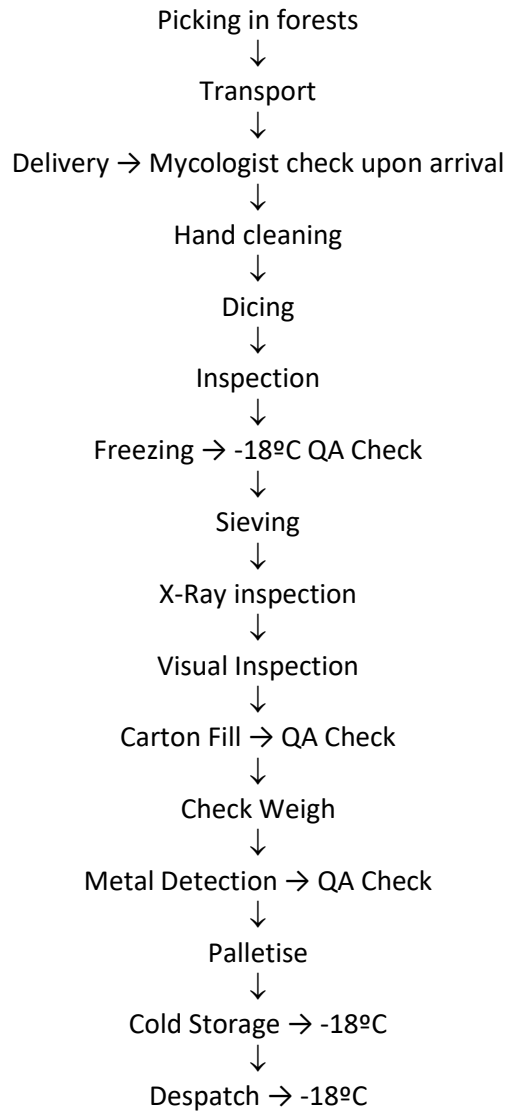 Picking in forests
↓
Transport
↓
Delivery → Mycologist check upon arrival
↓
Hand cleaning
↓
Dicing
↓
Inspection
↓
Freezing → -18ºC QA Check
↓
Sieving
↓
X-Ray inspection
↓
Visual Inspection
↓
Carton Fill → QA Check
↓
Check Weigh
↓
Metal Detection → QA Check
↓
Palletise
↓
Cold Storage → -18ºC
↓
Despatch → -18ºC